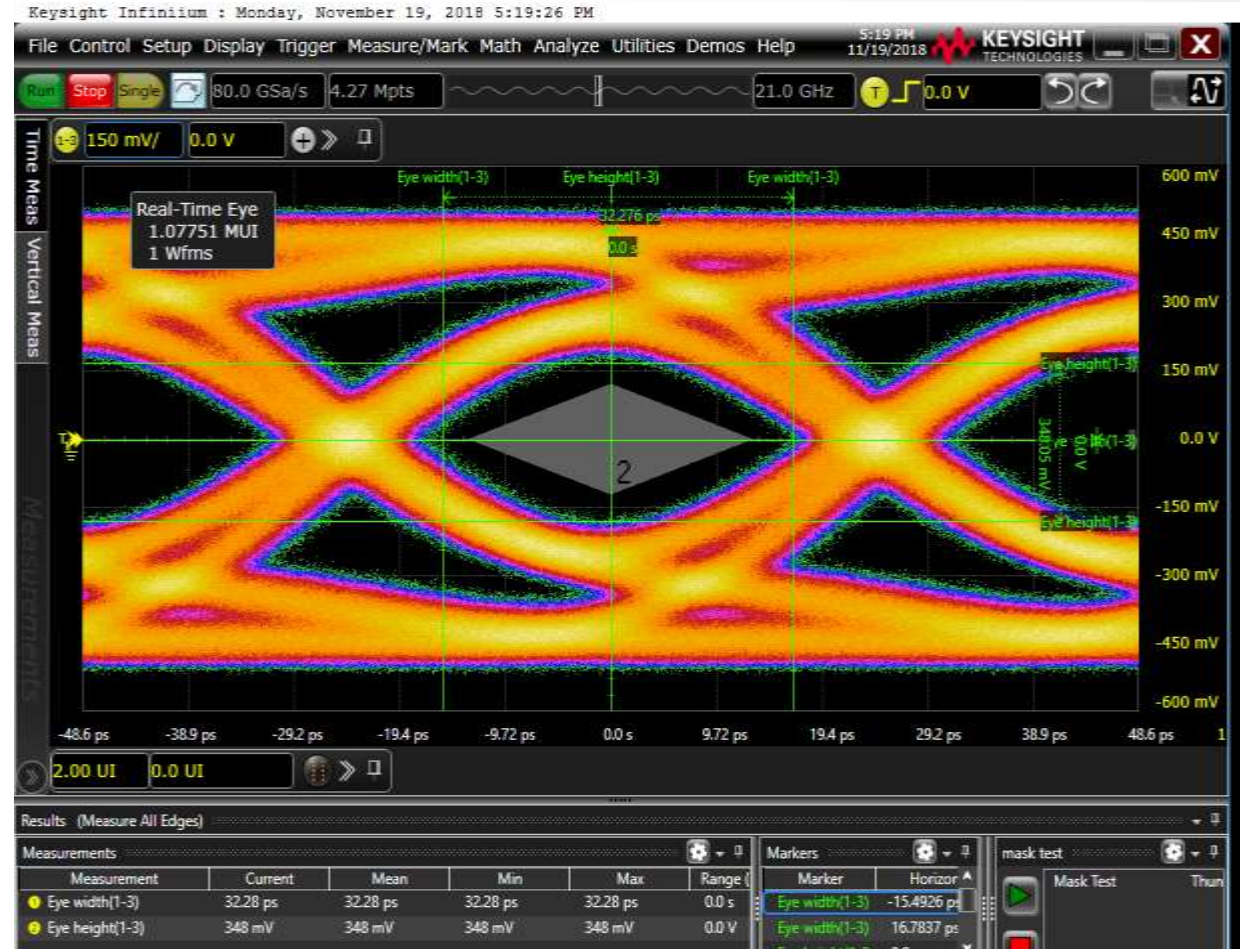 Keysight Infiniium : Monday, November 19, 2018 5:19:26 PM
File Control Setup Display Trigger Measure/Mark Math Analyze Utilities Demos Help
5:19 PM
11/19/2018
KEYSIGHT
TECHNOLOGIES
X
Run Stop Single 80.0 GSa/s 4.27 Mpts 21.0 GHz T 0.0 V
1-3 150 mV/ 0.0 V
Time Meas
Vertical Meas
Measurements
Eye width(1-3) Eye height(1-3) Eye width(1-3)
Real-Time Eye
1.07751 MUI
1 Wfms
32.276 ps
0.0 s
600 mV
450 mV
300 mV
150 mV
0.0 V
-150 mV
-300 mV
-450 mV
-600 mV
Eye height(1-3)
348.05 mV
0.0 V
Eye height(1-3)
2
-48.6 ps -38.9 ps -29.2 ps -19.4 ps -9.72 ps 0.0 s 9.72 ps 19.4 ps 29.2 ps 38.9 ps 48.6 ps 1
2.00 UI 0.0 UI
Results (Measure All Edges)
Measurements
Measurement Current Mean Min Max Range (
1 Eye width(1-3) 32.28 ps 32.28 ps 32.28 ps 32.28 ps 0.0 s
2 Eye height(1-3) 348 mV 348 mV 348 mV 348 mV 0.0 V
Markers
Marker Horizor
Eye width(1-3) -15.4926 ps
Eye width(1-3) 16.7837 ps
mask test
Mask Test Thun